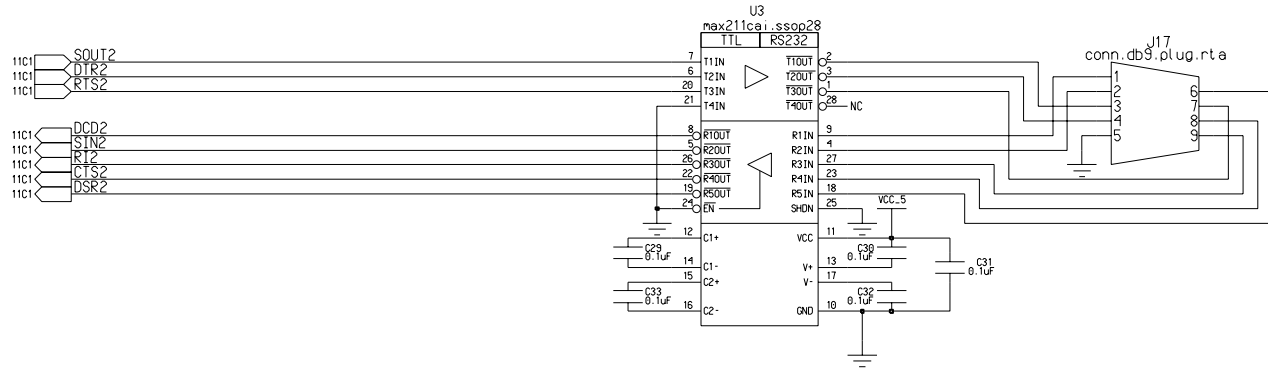 U3
max211cai.ssop28
TTL RS232
J17
conn.db9.plug.rta
11C1 SOUT2 7 T1IN T1OUT 2
11C1 DTR2 6 T2IN T2OUT 3
11C1 RTS2 20 T3IN T3OUT 1
21 T4IN T4OUT 28 NC
1 6
2 7
3 8
4 9
5
11C1 DCD2 8 R1OUT R1IN 9
11C1 SIN2 5 R2OUT R2IN 4
11C1 RI2 26 R3OUT R3IN 27
11C1 CTS2 22 R4OUT R4IN 23
11C1 DSR2 19 R5OUT R5IN 18
24 EN SHDN 25
VCC_5
12 C1+ VCC 11
C29
0.1uF
C30
0.1uF
C31
0.1uF
14 C1- V+ 13
15 C2+ V- 17
C33
0.1uF
C32
0.1uF
16 C2- GND 10